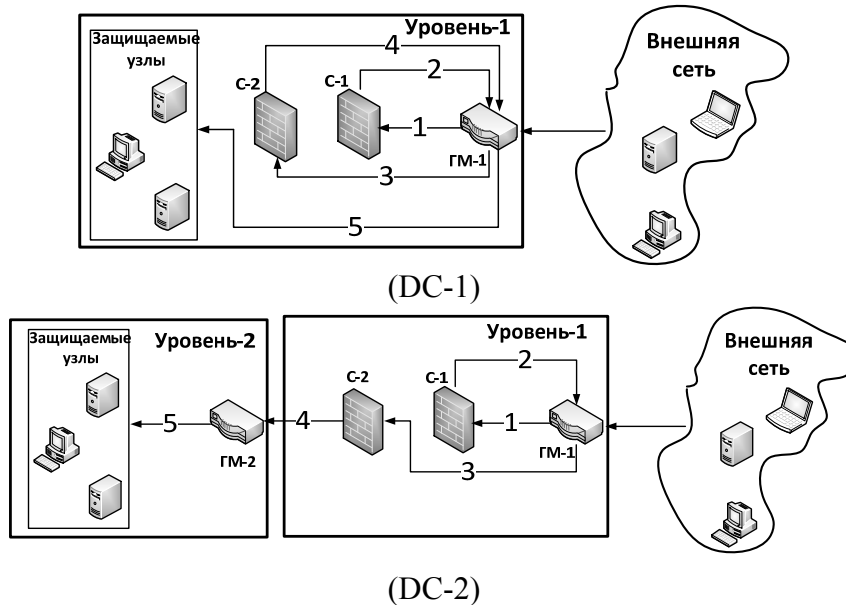 Уровень-1
Защищаемые
узлы
4
Внешняя
сеть
С-2
С-1
2
1
ГМ-1
3
5
(DC-1)
Уровень-2
Уровень-1
Защищаемые
узлы
Внешняя
сеть
С-2
С-1
2
5
4
1
ГМ-2
ГМ-1
3
(DC-2)